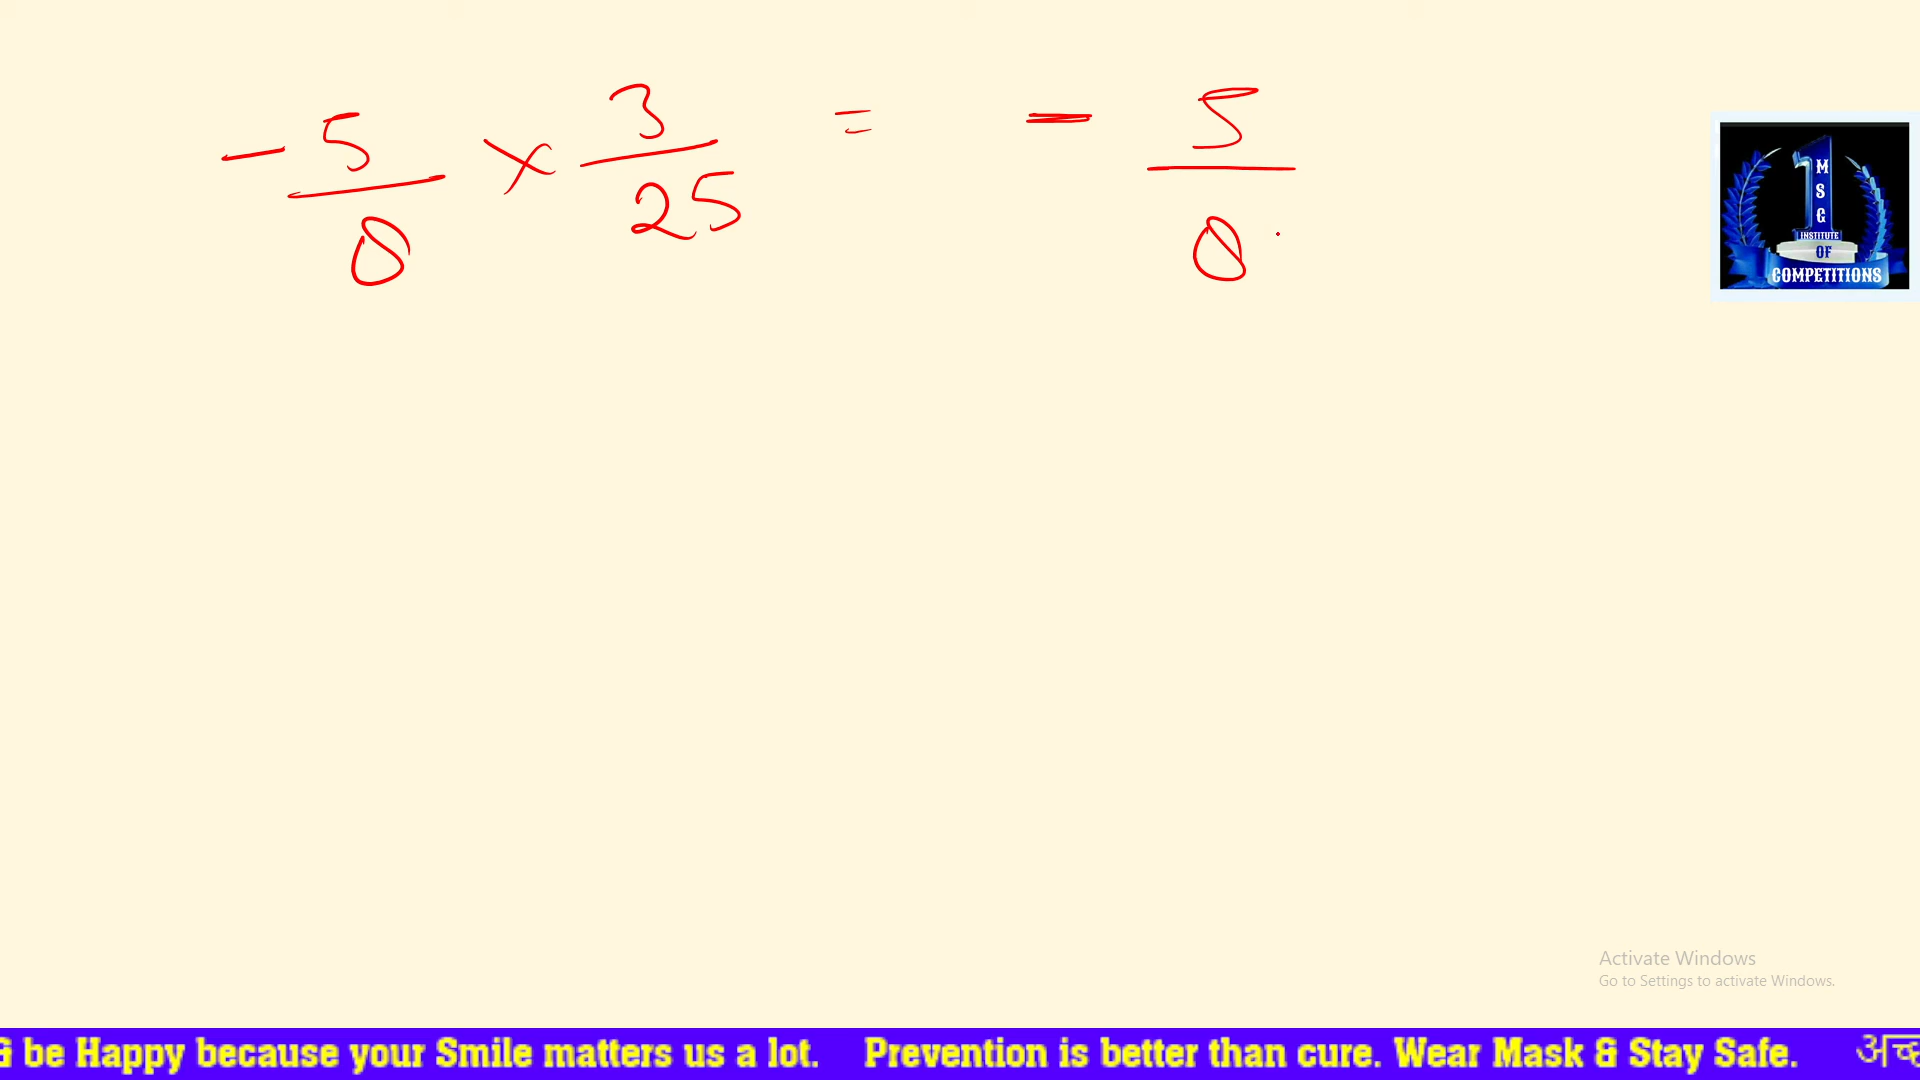 -5/8 × 3/25 = - 5/8
1
M
S
G
INSTITUTE
OF
COMPETITIONS
Activate Windows
Go to Settings to activate Windows.
& be Happy because your Smile matters us a lot. Prevention is better than cure. Wear Mask & Stay Safe.